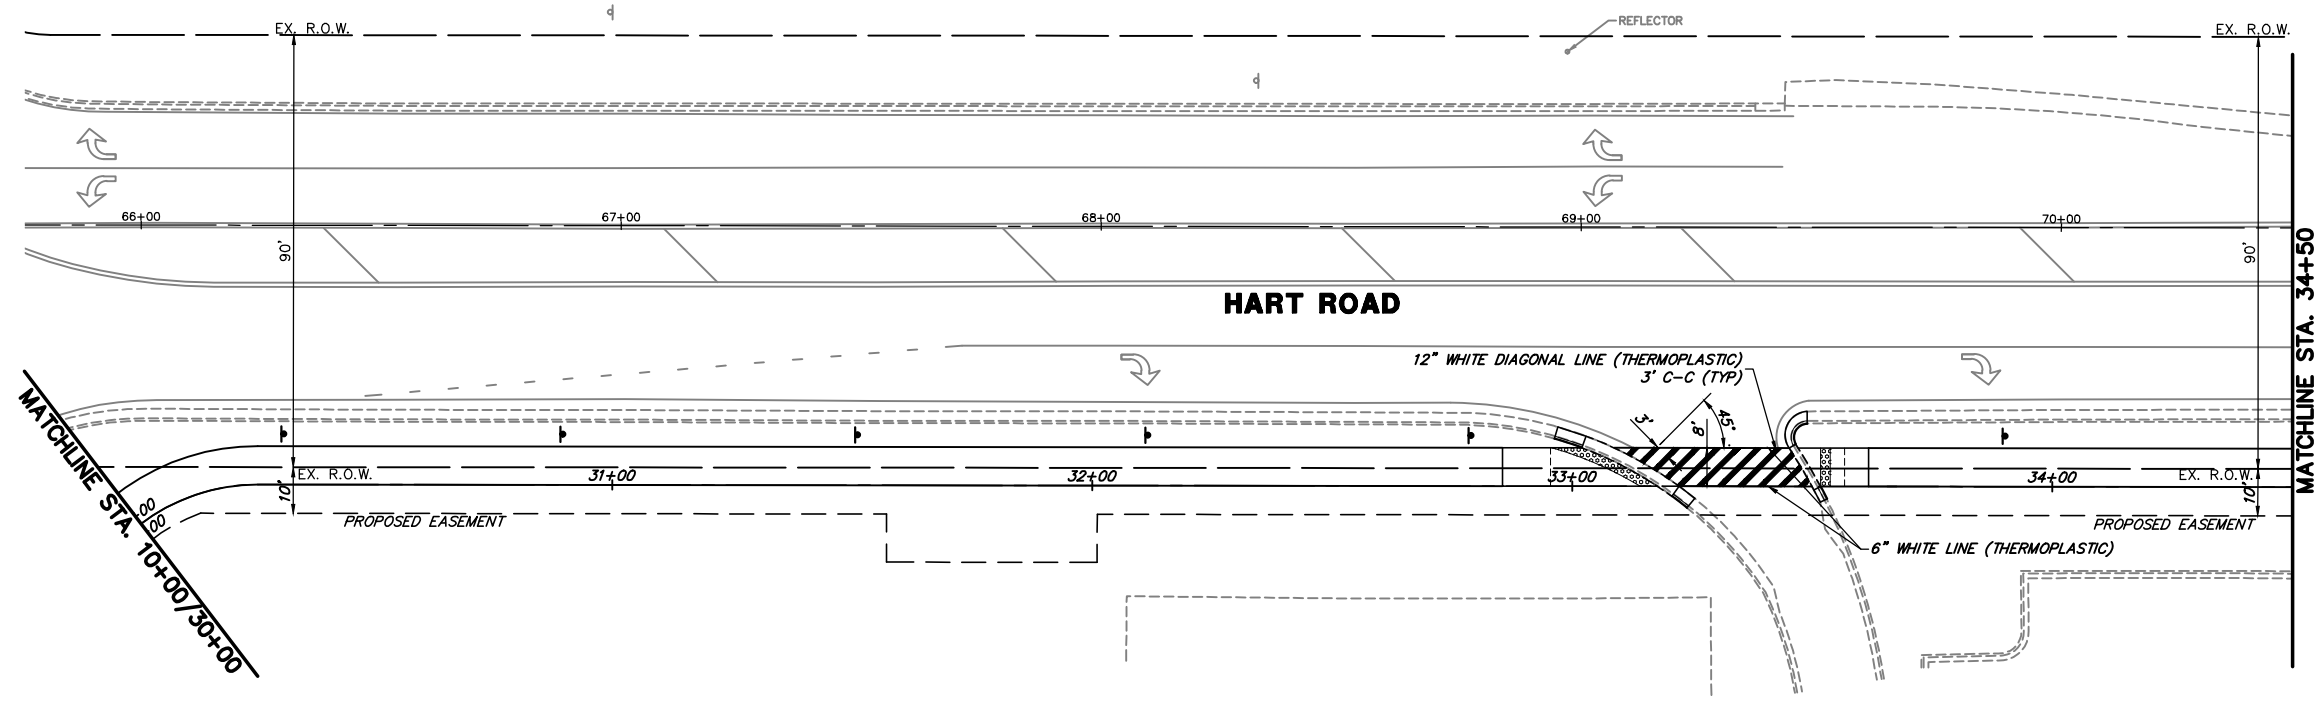 REFLECTOR
EX. R.O.W.
EX. R.O.W.
66+00
67+00
68+00
69+00
70+00
90'
90'
HART ROAD
MATCHLINE STA. 34+50
12" WHITE DIAGONAL LINE (THERMOPLASTIC)
3' C-C (TYP)
3'
45°
8'
MATCHLINE STA. 10+00/30+00
EX. R.O.W.
31+00
32+00
33+00
34+00
EX. R.O.W.
10'
10'
00
00
PROPOSED EASEMENT
PROPOSED EASEMENT
6" WHITE LINE (THERMOPLASTIC)